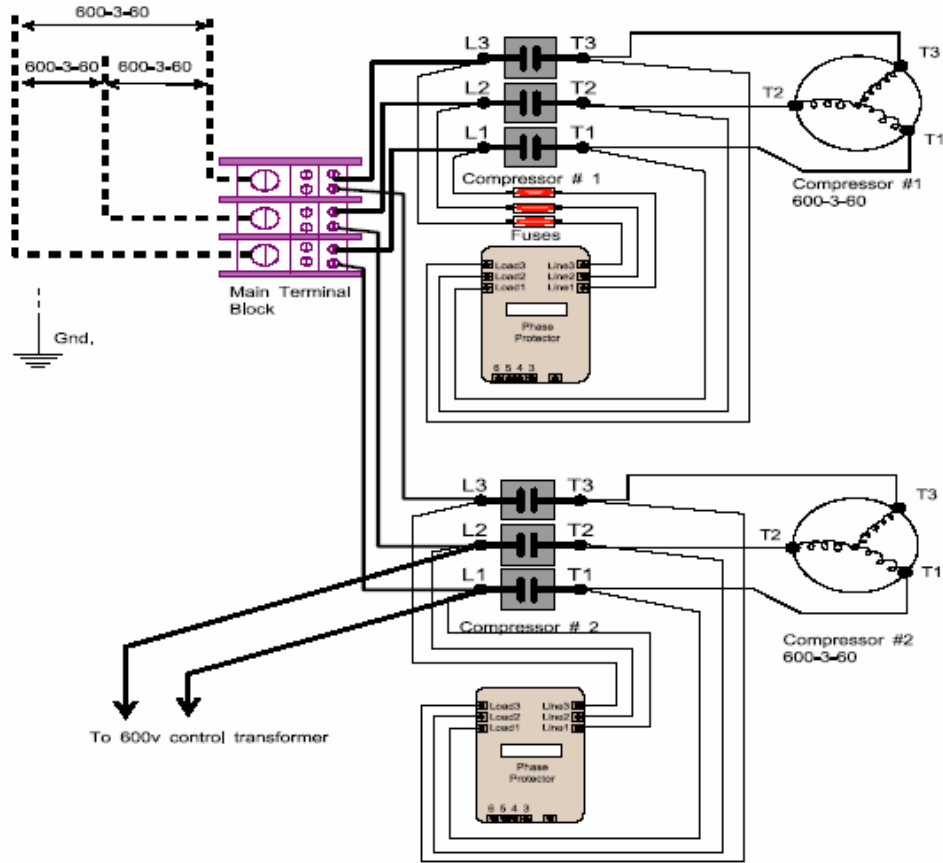 600-3-60
600-3-60 600-3-60
L3 T3
T3
L2 T2
T2
L1 T1
T1
Compressor # 1
Compressor #1
600-3-60
Fuses
Main Terminal
Block
Load3 Line3
Load2 Line2
Load1 Line1
Phase
Protector
6 5 4 3
Gnd,
L3 T3
T3
L2 T2
T2
L1 T1
T1
Compressor # 2
Compressor #2
600-3-60
Load3 Line3
Load2 Line2
Load1 Line1
Phase
Protector
6 5 4 3
To 600v control transformer